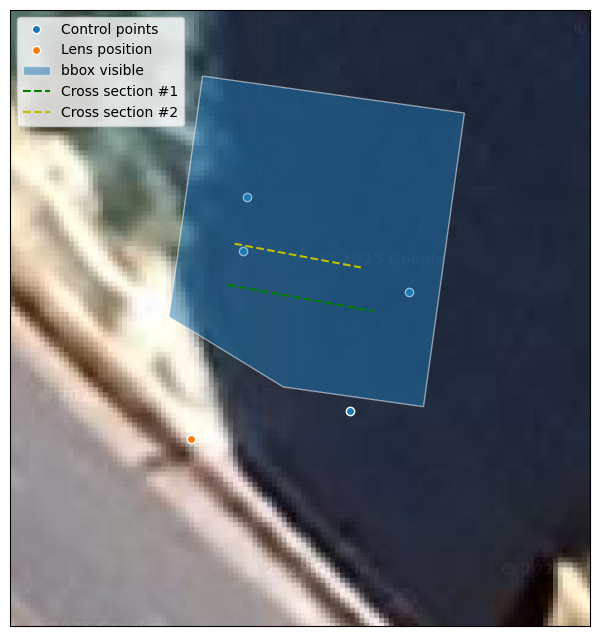 Control points
Lens position
bbox visible
Cross section #1
Cross section #2
2025 Google